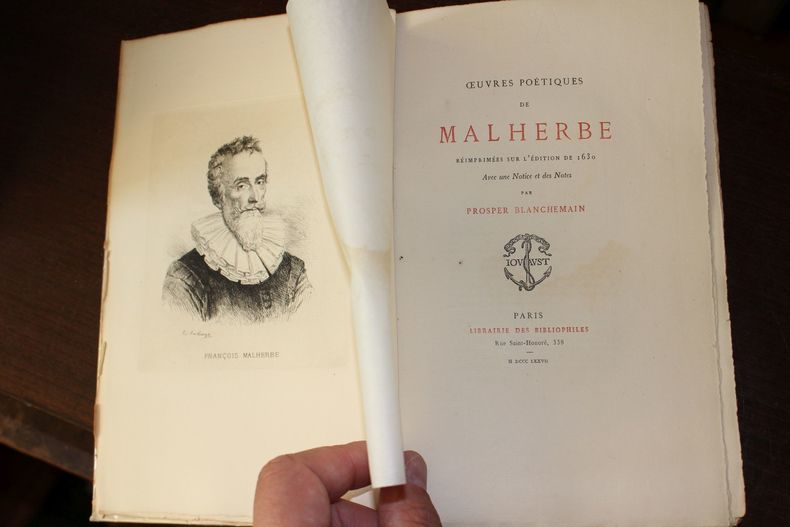 FRANÇOIS MALHERBE
ŒUVRES POÉTIQUES
DE
MALHERBE
RÉIMPRIMÉES SUR L'ÉDITION DE 1630
Avec une Notice et des Notes
PAR
PROSPER BLANCHEMAIN
IOVAVST
PARIS
LIBRAIRIE DES BIBLIOPHILES
Rue Saint-Honoré, 338
M DCCC LXXVII